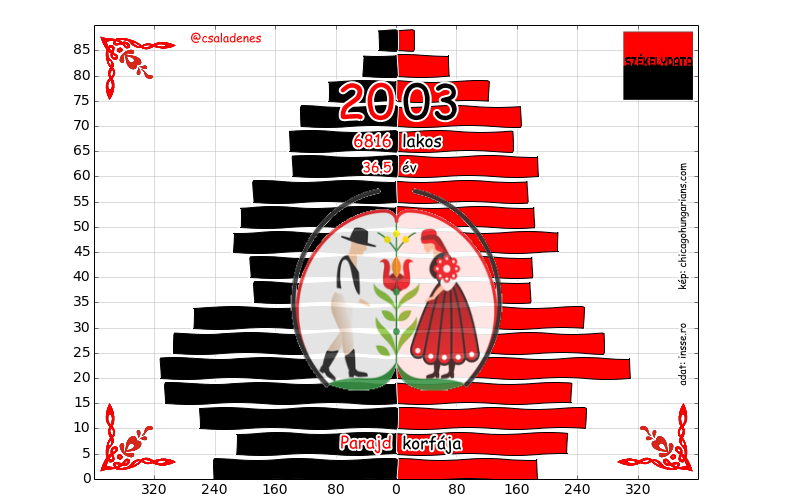 @csaladenes
SZÉKELYDATA
2003
6816 lakos
36.5 év
kép: chicagohungarians.com
adat: insse.ro
Parajd korfája
85
80
75
70
65
60
55
50
45
40
35
30
25
20
15
10
5
0
320 240 160 80 0 80 160 240 320